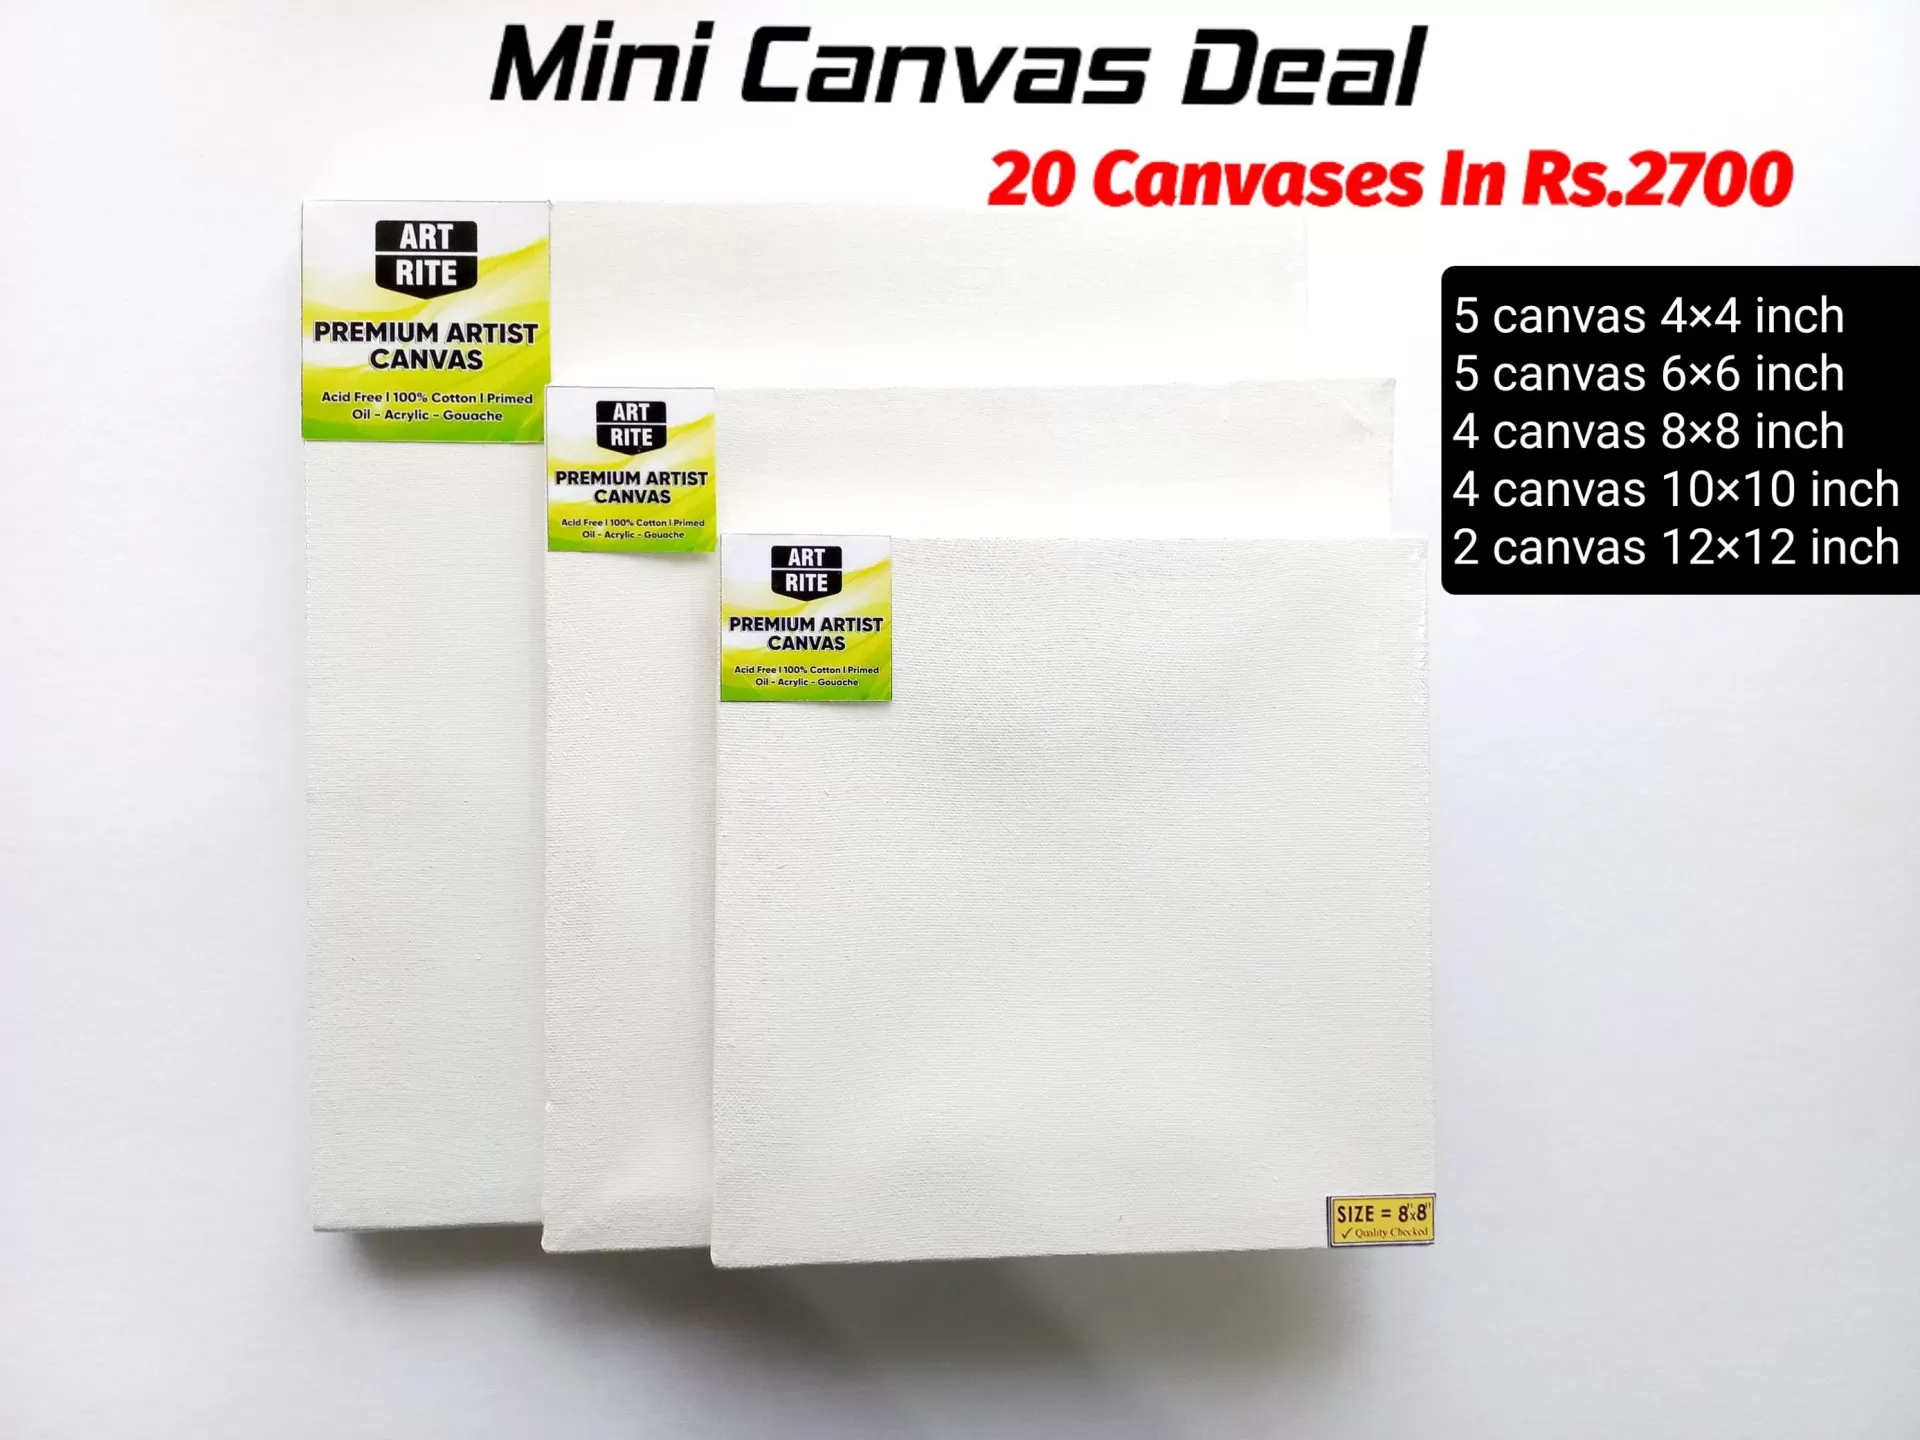 Mini Canvas Deal
20 Canvases In Rs.2700
5 canvas 4×4 inch
5 canvas 6×6 inch
4 canvas 8×8 inch
4 canvas 10×10 inch
2 canvas 12×12 inch
ART
RITE
PREMIUM ARTIST
CANVAS
Acid Free | 100% Cotton | Primed
Oil - Acrylic - Gouache
ART
RITE
PREMIUM ARTIST
CANVAS
Acid Free | 100% Cotton | Primed
Oil - Acrylic - Gouache
ART
RITE
PREMIUM ARTIST
CANVAS
Acid Free | 100% Cotton | Primed
Oil - Acrylic - Gouache
SIZE = 8"x8"
✓ Quality Checked